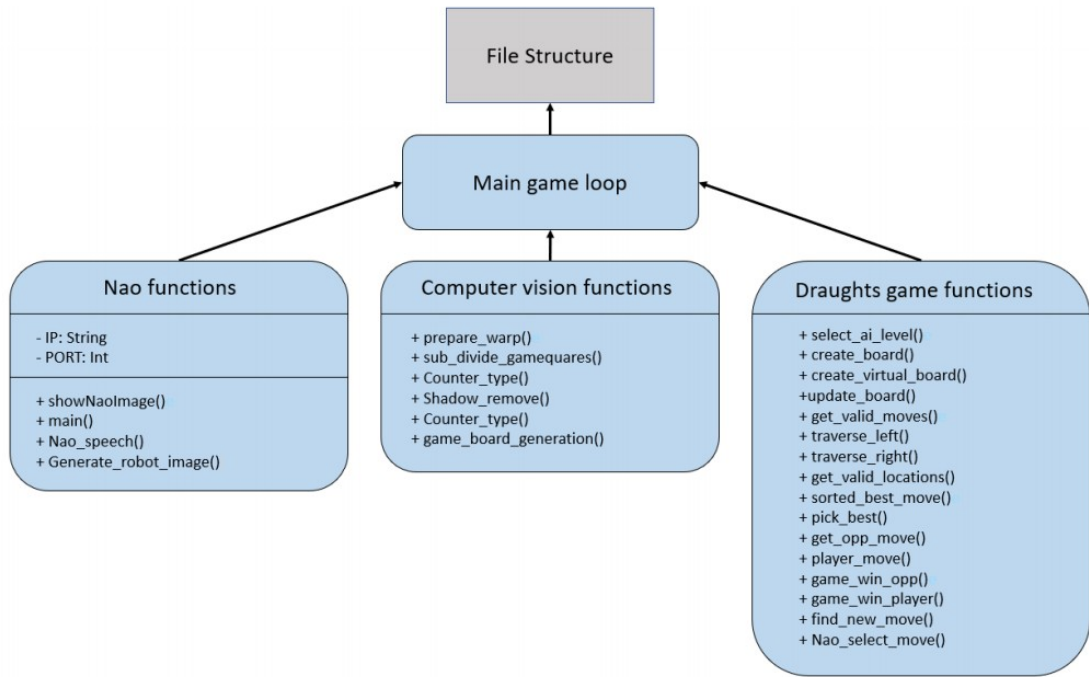 File Structure
Main game loop
Nao functions
- IP: String
- PORT: Int
+ showNaoImage()
+ main()
+ Nao_speech()
+ Generate_robot_image()
Computer vision functions
+ prepare_warp()
+ sub_divide_gamequares()
+ Counter_type()
+ Shadow_remove()
+ Counter_type()
+ game_board_generation()
Draughts game functions
+ select_ai_level()
+ create_board()
+ create_virtual_board()
+update_board()
+ get_valid_moves()
+ traverse_left()
+ traverse_right()
+ get_valid_locations()
+ sorted_best_move()
+ pick_best()
+ get_opp_move()
+ player_move()
+ game_win_opp()
+ game_win_player()
+ find_new_move()
+ Nao_select_move()